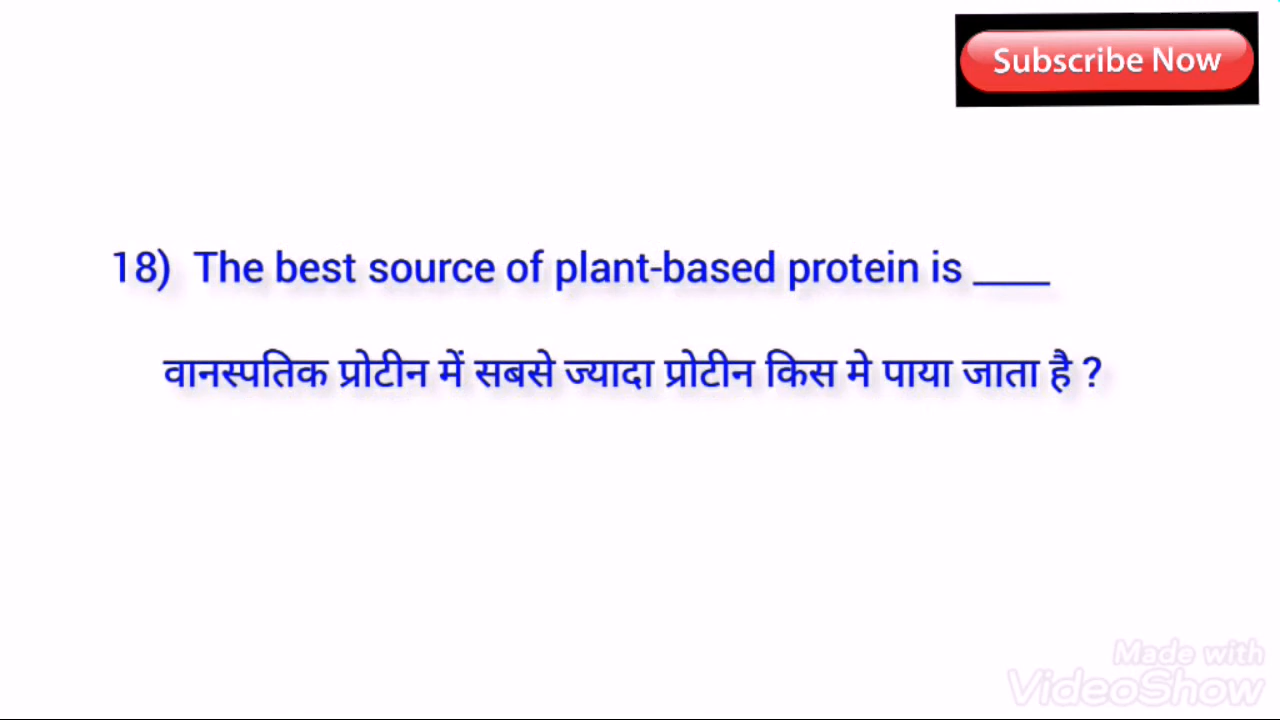 Subscribe Now
18) The best source of plant-based protein is ____
वानस्पतिक प्रोटीन में सबसे ज्यादा प्रोटीन किस मे पाया जाता है ?
Made with
VideoShow